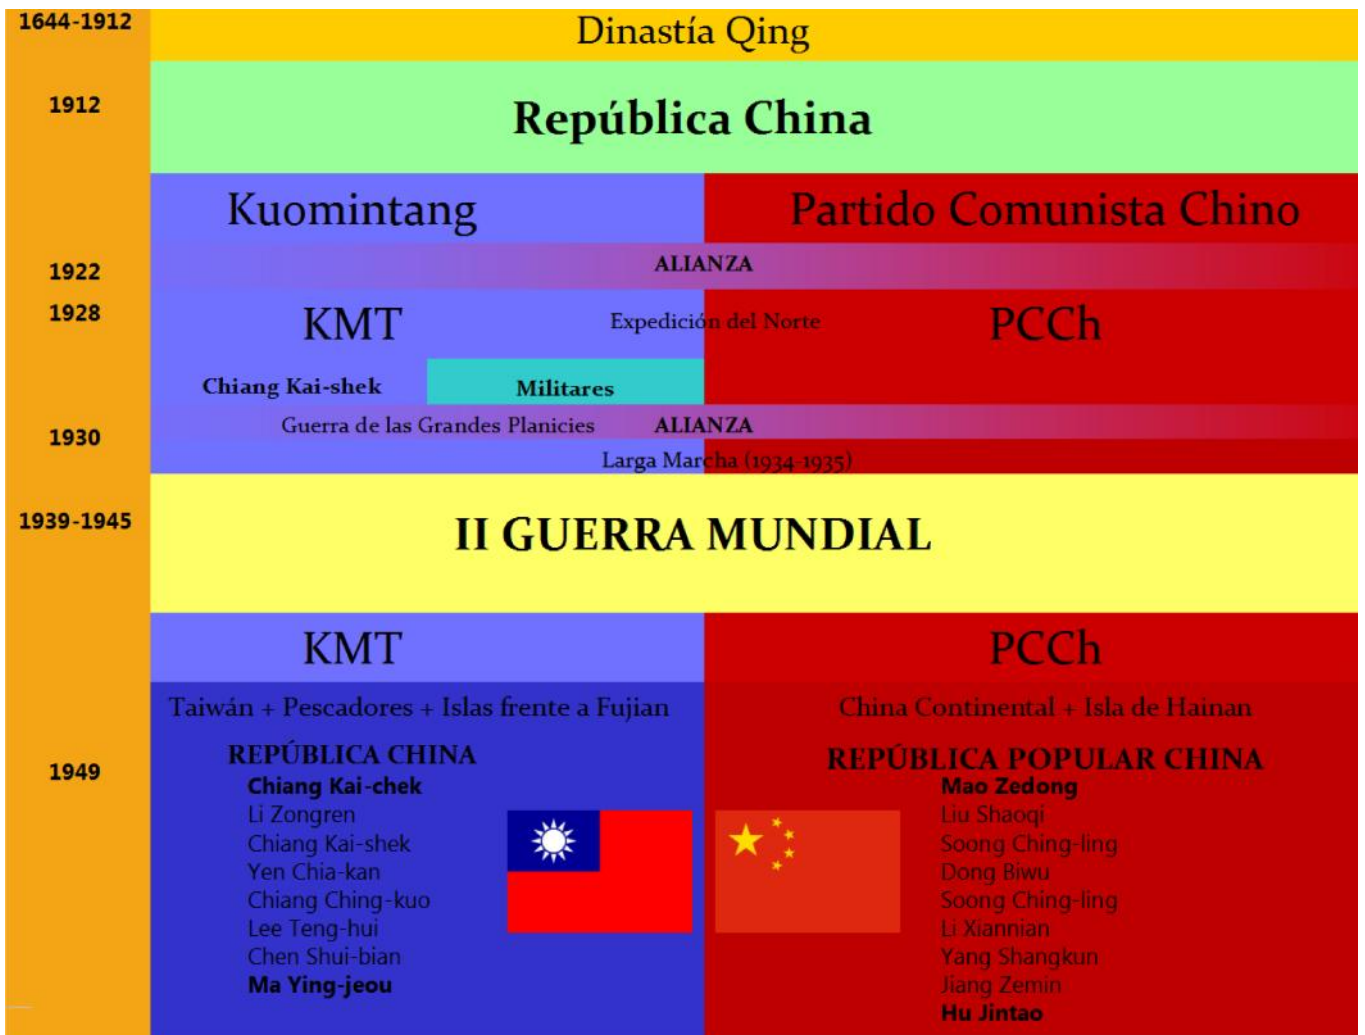 1644-1912
Dinastía Qing
1912
República China
Kuomintang
Partido Comunista Chino
1922
ALIANZA
1928
KMT
Expedición del Norte
PCCh
Chiang Kai-shek
Militares
1930
Guerra de las Grandes Planicies
ALIANZA
Larga Marcha (1934-1935)
1939-1945
II GUERRA MUNDIAL
KMT
PCCh
Taiwán + Pescadores + Islas frente a Fujian
China Continental + Isla de Hainan
1949
REPÚBLICA CHINA
Chiang Kai-chek
Li Zongren
Chiang Kai-shek
Yen Chia-kan
Chiang Ching-kuo
Lee Teng-hui
Chen Shui-bian
Ma Ying-jeou
REPÚBLICA POPULAR CHINA
Mao Zedong
Liu Shaoqi
Soong Ching-ling
Dong Biwu
Soong Ching-ling
Li Xiannian
Yang Shangkun
Jiang Zemin
Hu Jintao